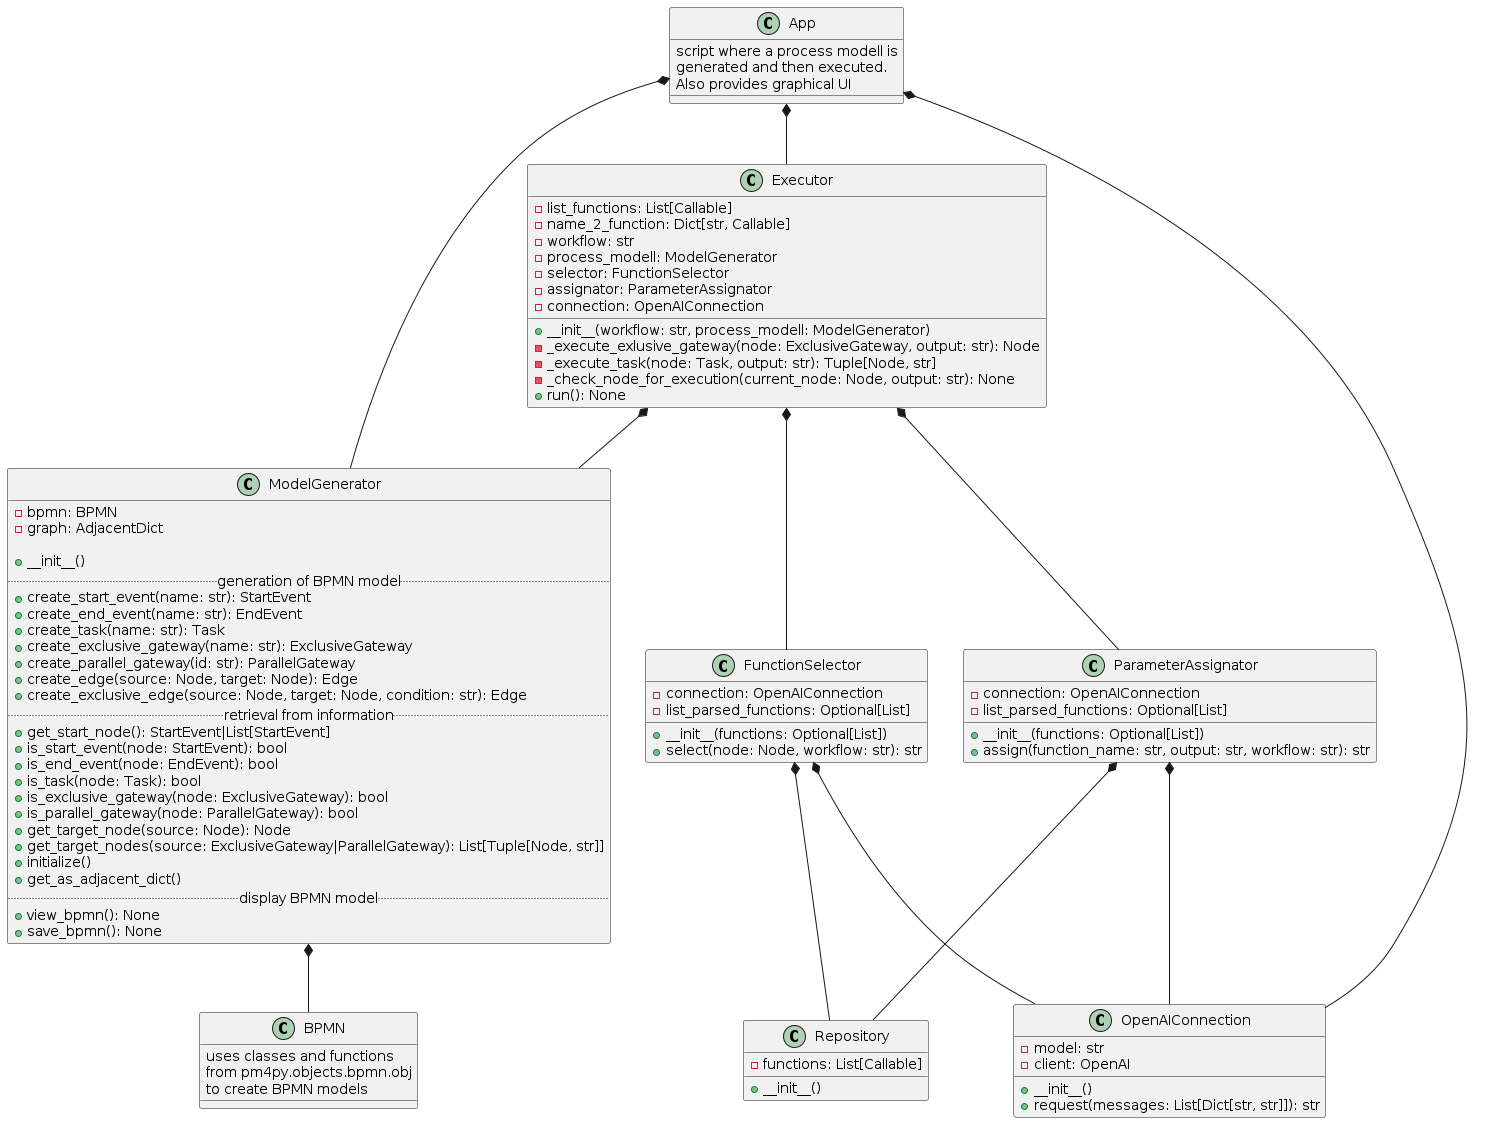 C App
script where a process modell is
generated and then executed.
Also provides graphical UI
C Executor
list_functions: List[Callable]
name_2_function: Dict[str, Callable]
workflow: str
process_modell: ModelGenerator
selector: FunctionSelector
assignator: ParameterAssignator
connection: OpenAIConnection
__init__(workflow: str, process_modell: ModelGenerator)
_execute_exlusive_gateway(node: ExclusiveGateway, output: str): Node
_execute_task(node: Task, output: str): Tuple[Node, str]
_check_node_for_execution(current_node: Node, output: str): None
run(): None
C ModelGenerator
bpmn: BPMN
graph: AdjacentDict
__init__()
generation of BPMN model
create_start_event(name: str): StartEvent
create_end_event(name: str): EndEvent
create_task(name: str): Task
create_exclusive_gateway(name: str): ExclusiveGateway
create_parallel_gateway(id: str): ParallelGateway
create_edge(source: Node, target: Node): Edge
create_exclusive_edge(source: Node, target: Node, condition: str): Edge
retrieval from information
get_start_node(): StartEvent|List[StartEvent]
is_start_event(node: StartEvent): bool
is_end_event(node: EndEvent): bool
is_task(node: Task): bool
is_exclusive_gateway(node: ExclusiveGateway): bool
is_parallel_gateway(node: ParallelGateway): bool
get_target_node(source: Node): Node
get_target_nodes(source: ExclusiveGateway|ParallelGateway): List[Tuple[Node, str]]
initialize()
get_as_adjacent_dict()
display BPMN model
view_bpmn(): None
save_bpmn(): None
C FunctionSelector
connection: OpenAIConnection
list_parsed_functions: Optional[List]
__init__(functions: Optional[List])
select(node: Node, workflow: str): str
C ParameterAssignator
connection: OpenAIConnection
list_parsed_functions: Optional[List]
__init__(functions: Optional[List])
assign(function_name: str, output: str, workflow: str): str
C BPMN
uses classes and functions
from pm4py.objects.bpmn.obj
to create BPMN models
C Repository
functions: List[Callable]
__init__()
C OpenAIConnection
model: str
client: OpenAI
__init__()
request(messages: List[Dict[str, str]]): str